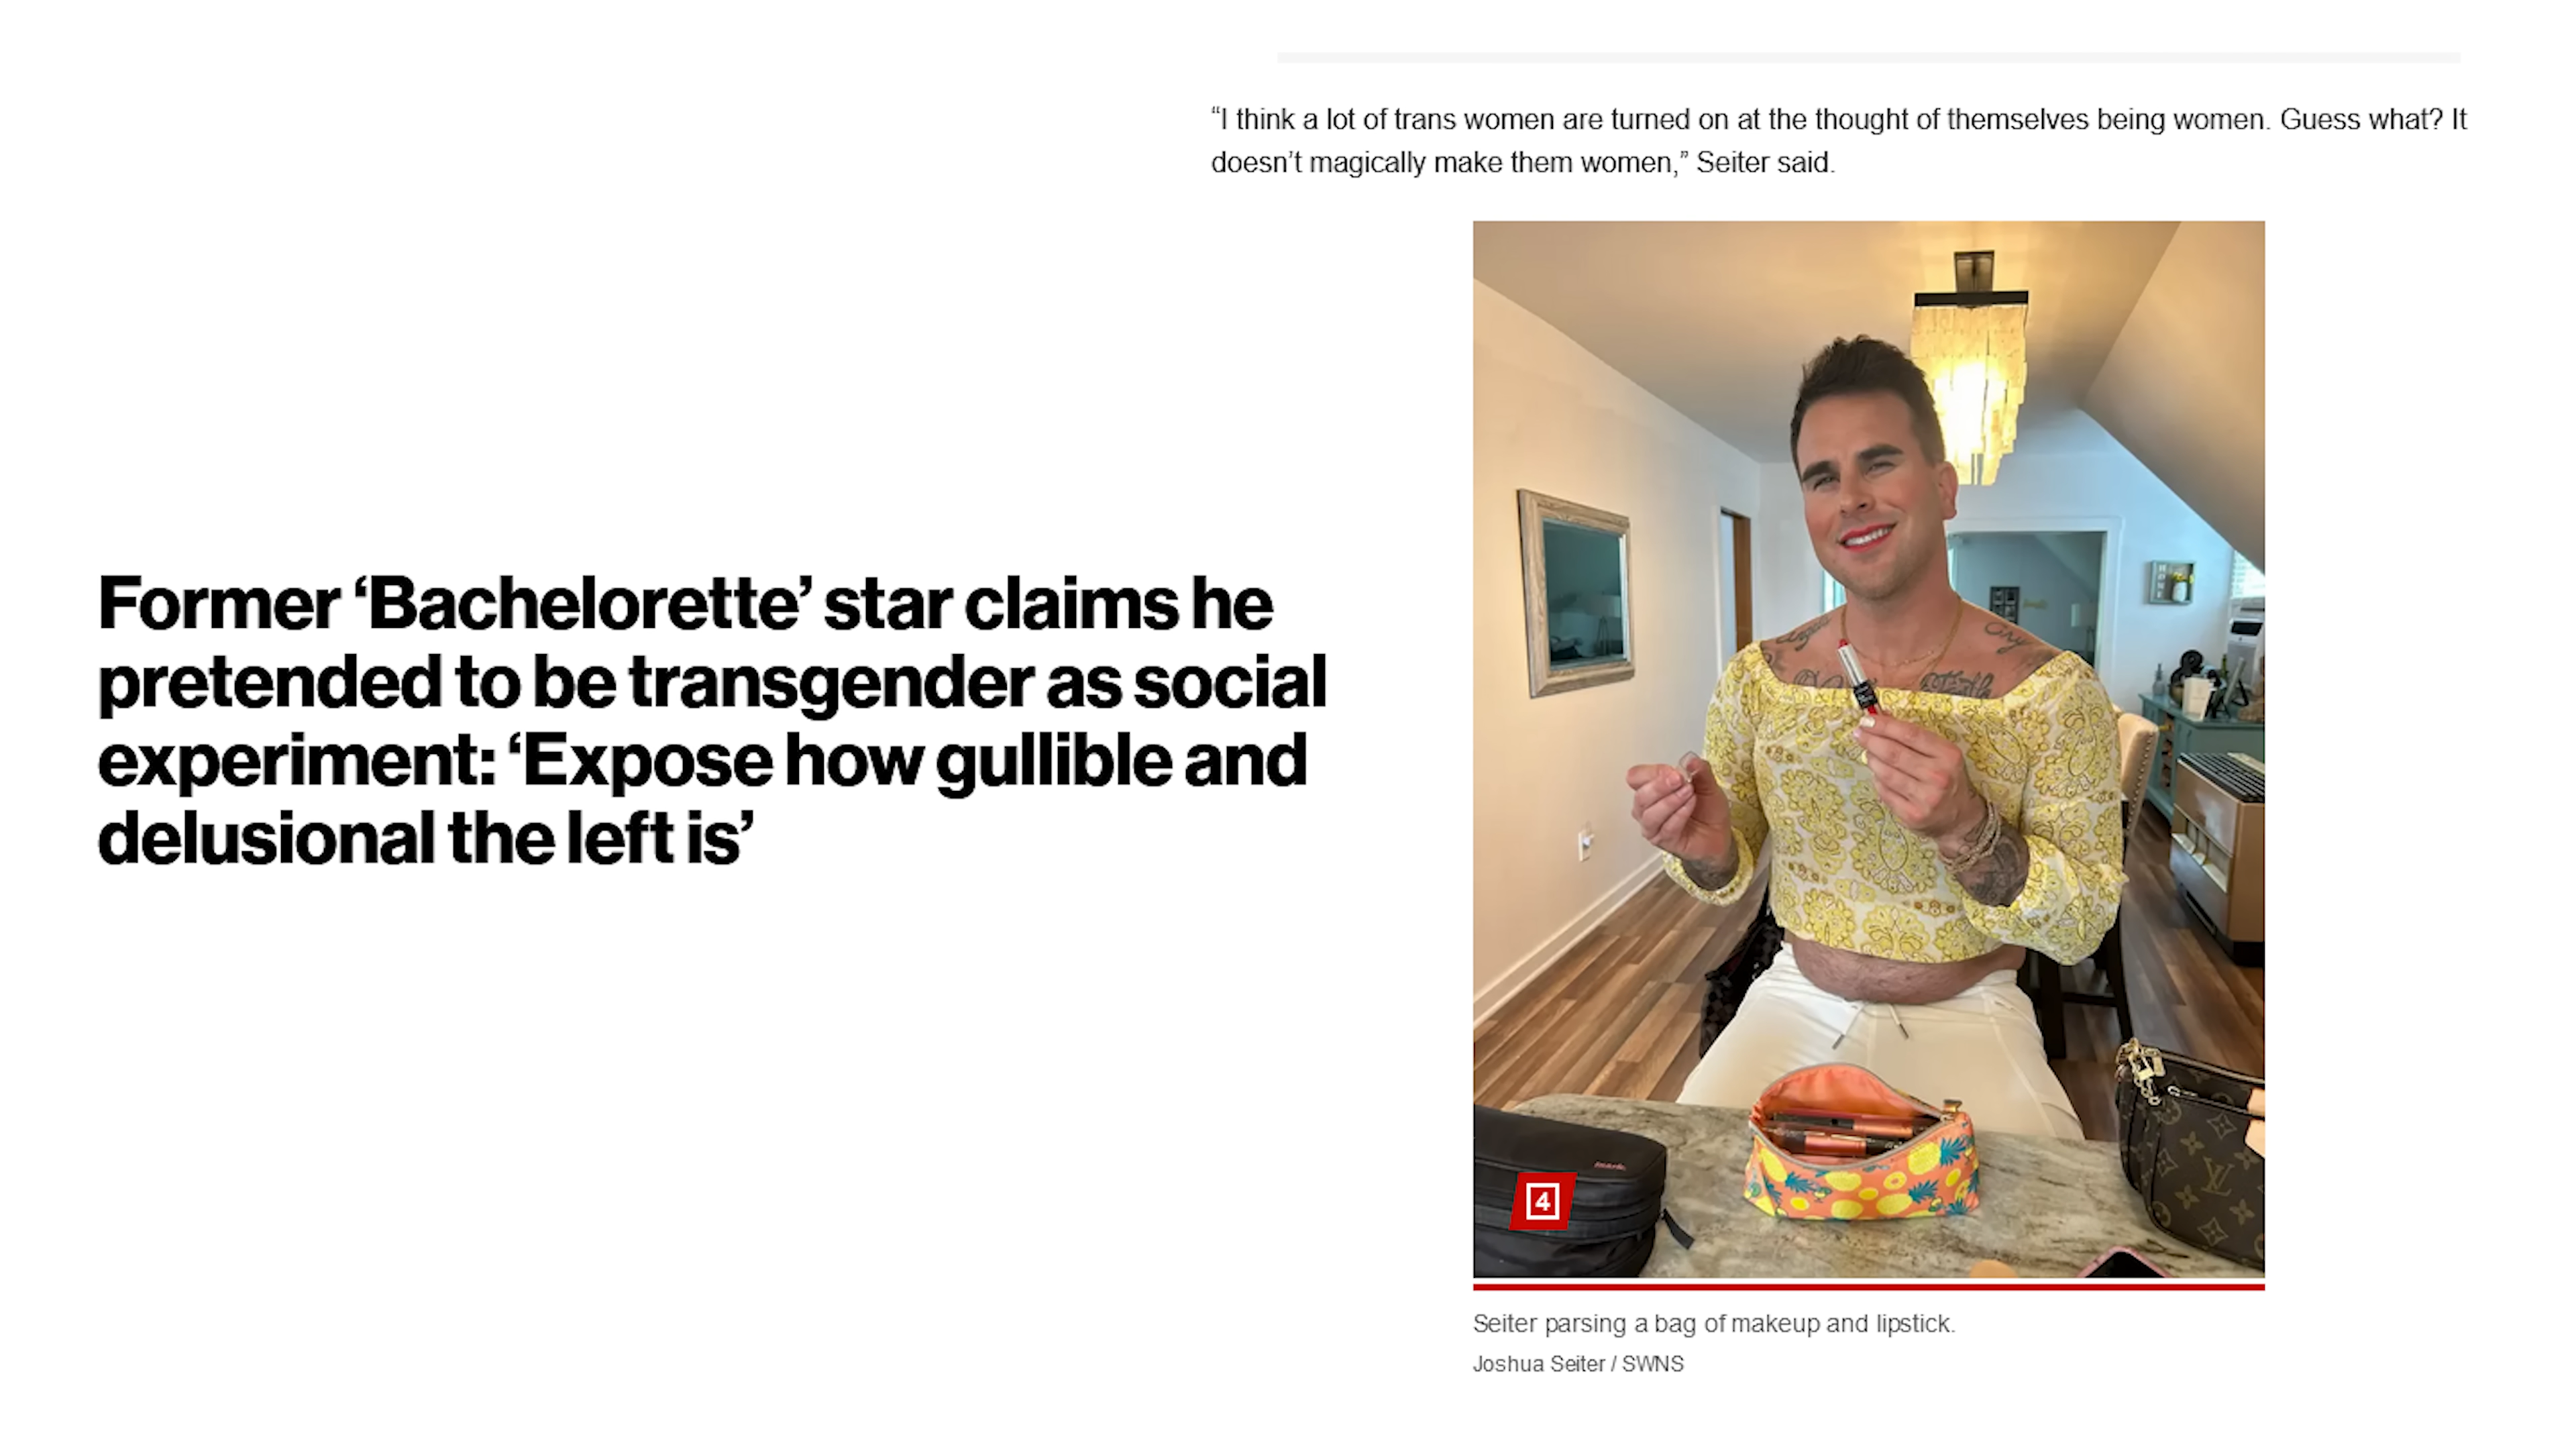 Former ‘Bachelorette’ star claims he
pretended to be transgender as social
experiment: ‘Expose how gullible and
delusional the left is’
“I think a lot of trans women are turned on at the thought of themselves being women. Guess what? It
doesn’t magically make them women,” Seiter said.
4
Seiter parsing a bag of makeup and lipstick.
Joshua Seiter / SWNS